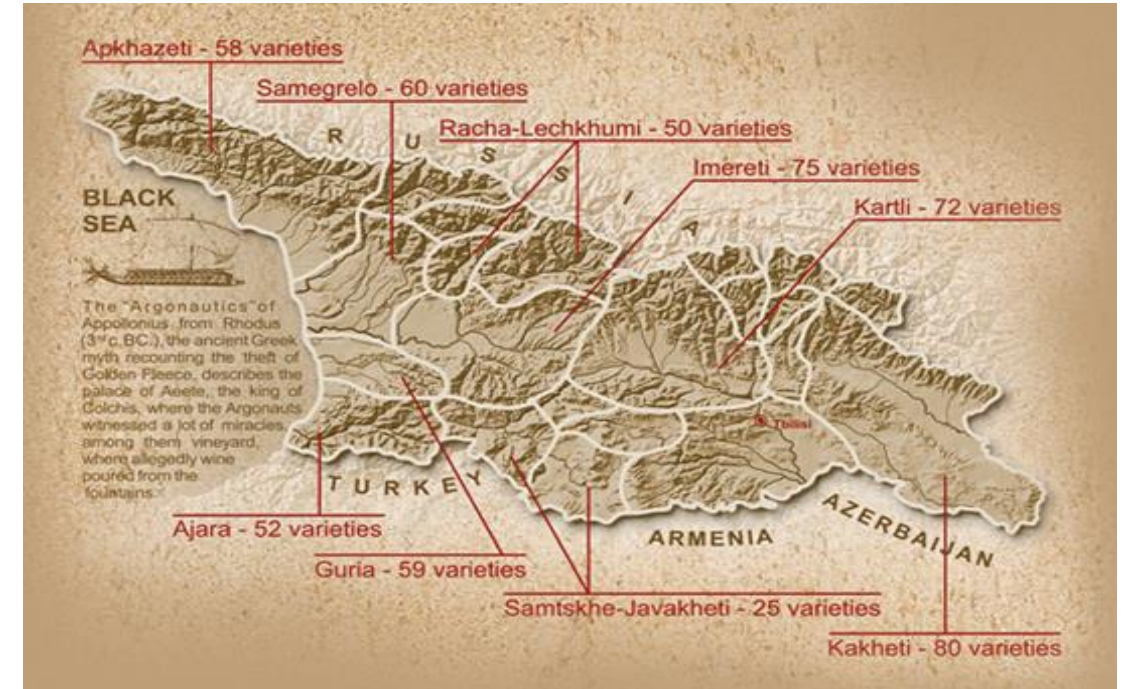 Apkhazeti - 58 varieties
Samegrelo - 60 varieties
RUSSIA
Racha-Lechkhumi - 50 varieties
Imereti - 75 varieties
Kartli - 72 varieties
BLACK
SEA
The "Argonautics" of
Appollonius from Rhodus
(3rd c. BC.), the ancient Greek
myth recounting the theft of
Golden Fleece, describes the
palace of Aeete, the king of
Colchis, where the Argonauts
witnessed a lot of miracles,
among them vineyard,
where allegedly wine
poured from the
fountains.
Tbilisi
TURKEY
ARMENIA
AZERBAIJAN
Ajara - 52 varieties
Guria - 59 varieties
Samtskhe-Javakheti - 25 varieties
Kakheti - 80 varieties